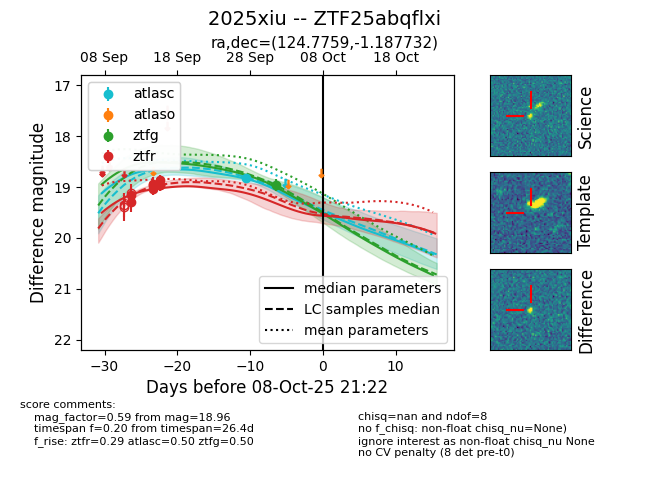 2025xiu -- ZTF25abqflxi
ra,dec=(124.7759,-1.187732)
08 Sep 18 Sep 28 Sep 08 Oct 18 Oct
17
18
19
20
21
22
Difference magnitude
atlasc
atlaso
ztfg
ztfr
median parameters
LC samples median
mean parameters
−30 −20 −10 0 10
Days before 08-Oct-25 21:22
Science
Template
Difference
score comments:
mag_factor=0.59 from mag=18.96
timespan f=0.20 from timespan=26.4d
f_rise: ztfr=0.29 atlasc=0.50 ztfg=0.50
chisq=nan and ndof=8
no f_chisq: non-float chisq_nu=None)
ignore interest as non-float chisq_nu None
no CV penalty (8 det pre-t0)